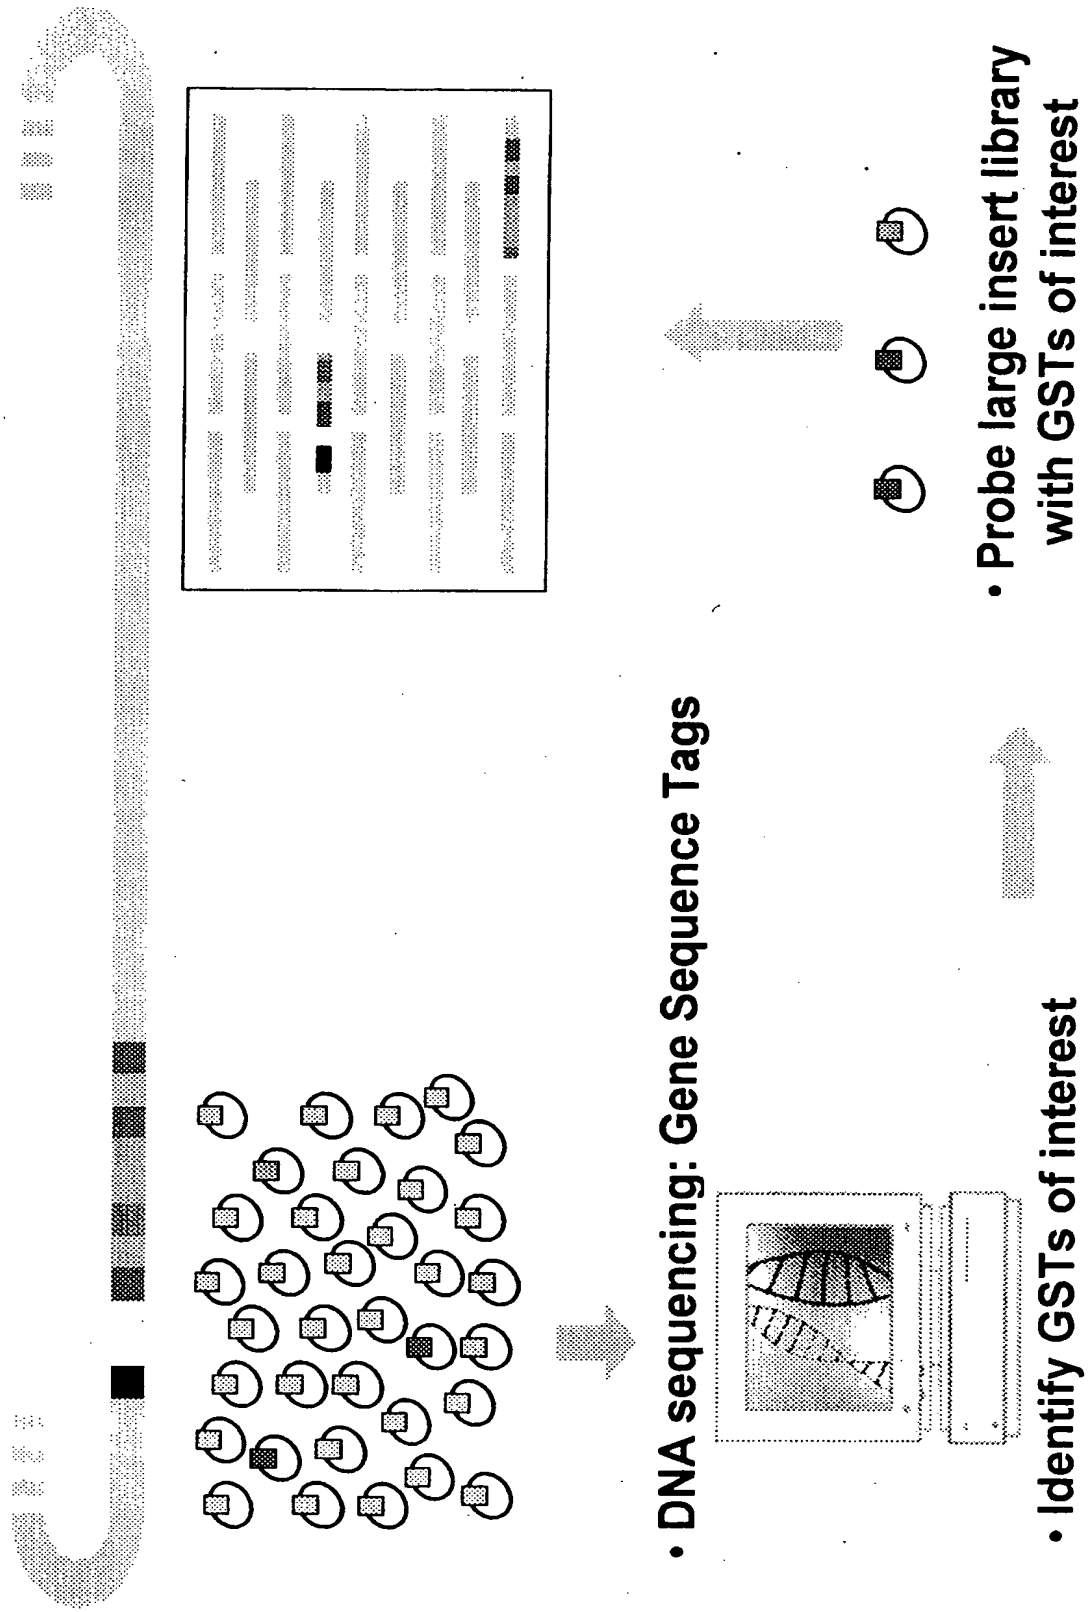 • DNA sequencing: Gene Sequence Tags
• Identify GSTs of interest
• Probe large insert library
with GSTs of interest